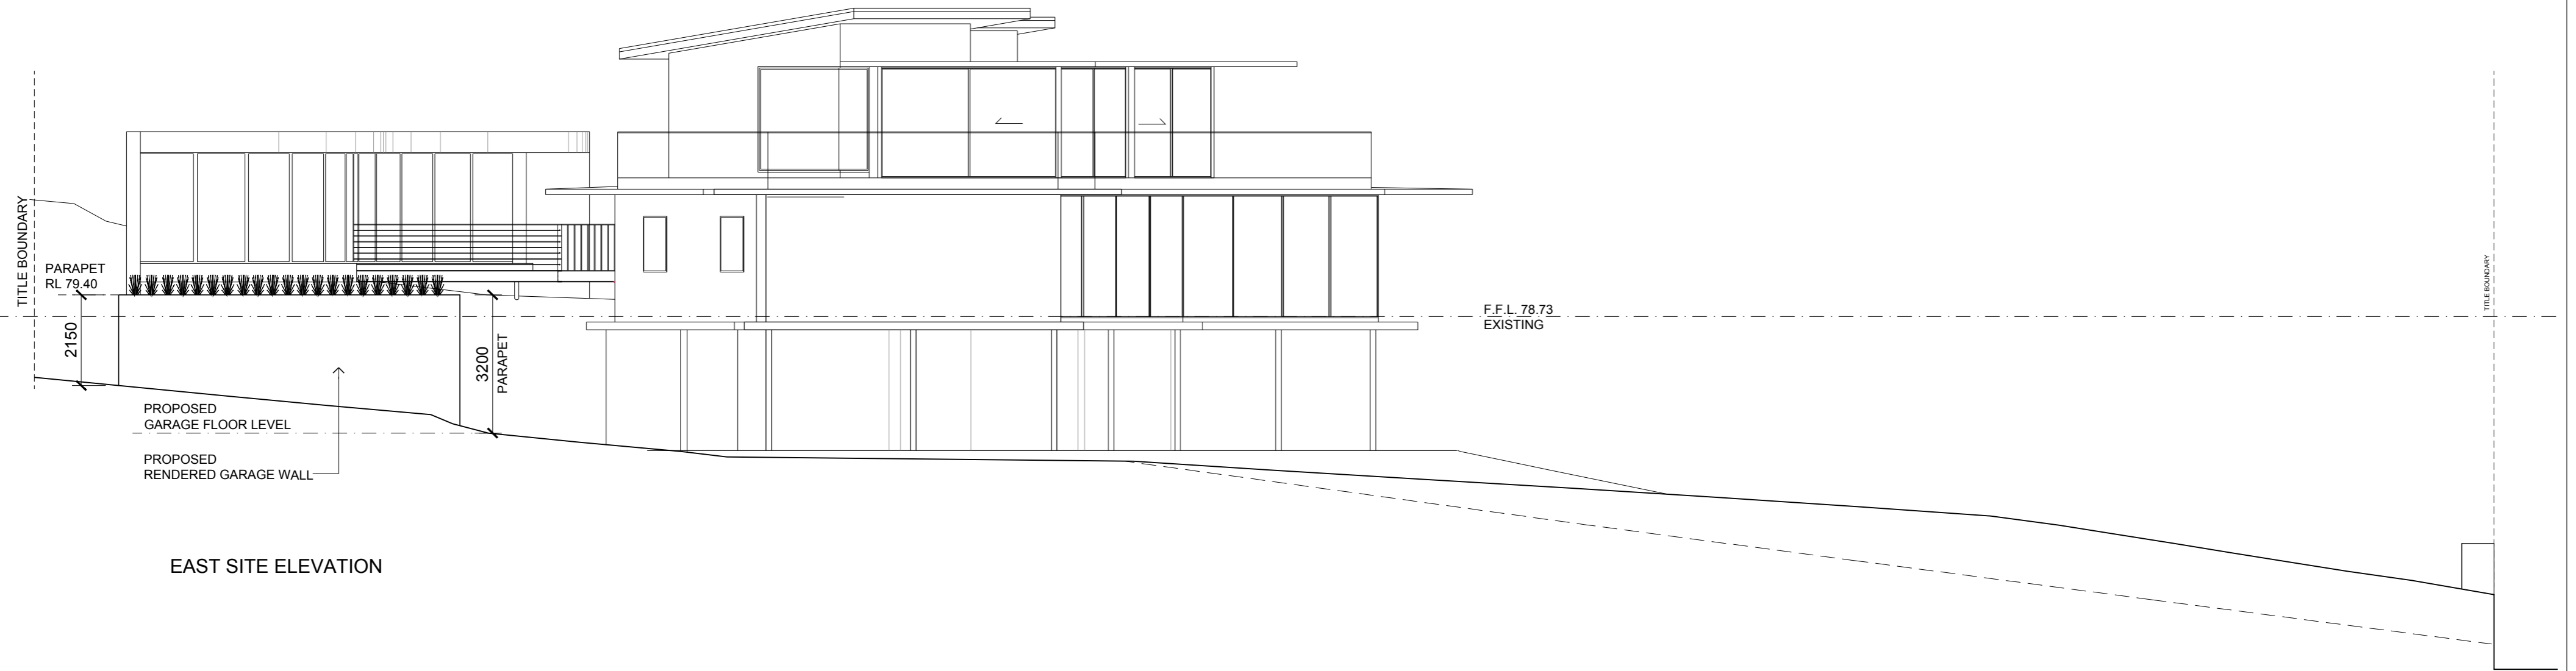 TITLE BOUNDARY
PARAPET
RL 79.40
2150
3200
PARAPET
PROPOSED
GARAGE FLOOR LEVEL
PROPOSED
RENDERED GARAGE WALL
F.F.L. 78.73
EXISTING
TITLE BOUNDARY
EAST SITE ELEVATION